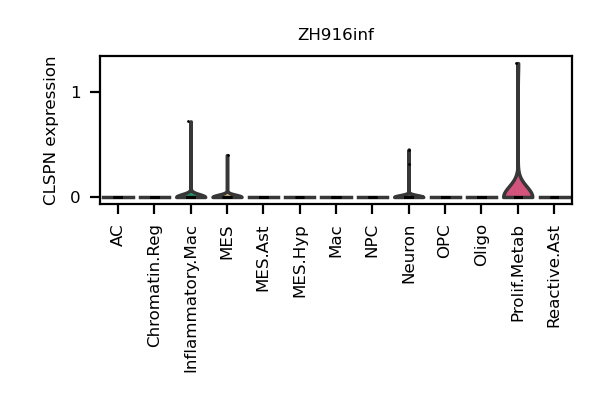 ZH916inf
CLSPN expression
1
0
AC
Chromatin.Reg
Inflammatory.Mac
MES
MES.Ast
MES.Hyp
Mac
NPC
Neuron
OPC
Oligo
Prolif.Metab
Reactive.Ast